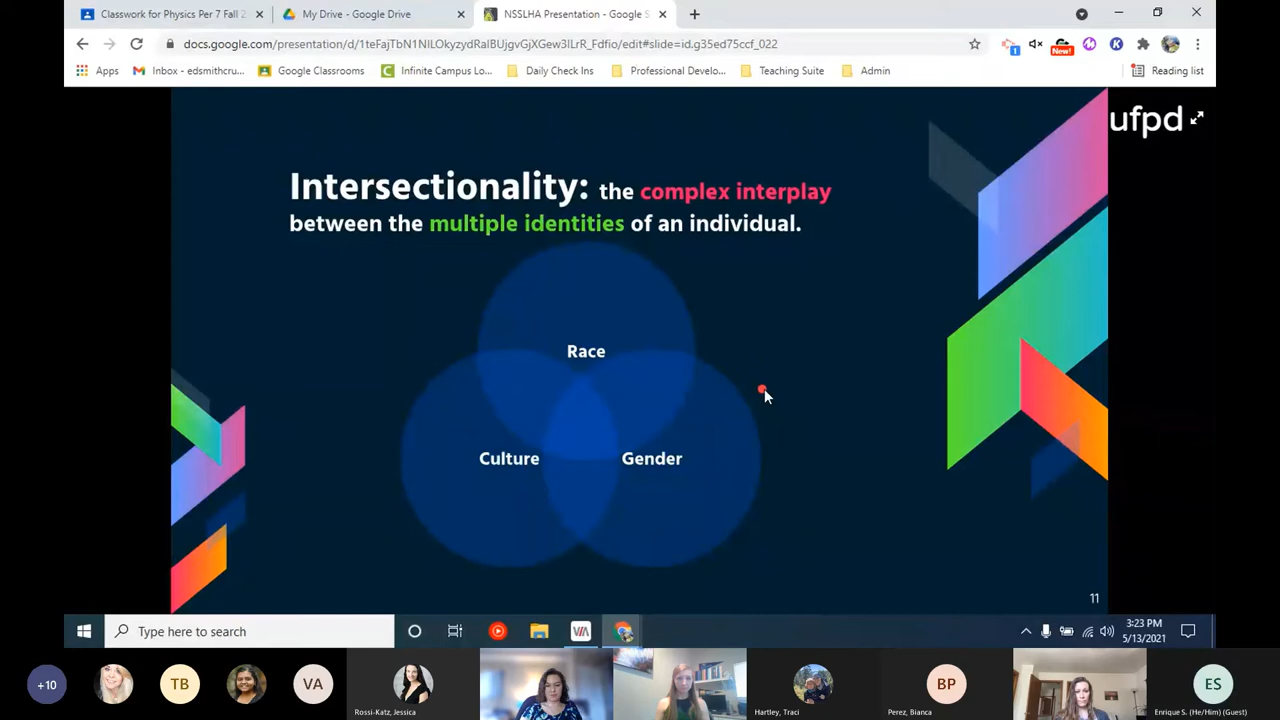 Classwork for Physics Per 7 Fall 2
My Drive - Google Drive
NSSLHA Presentation - Google S
docs.google.com/presentation/d/
edit#slide=id.g35ed75ccf_022
New!
Apps
Inbox - edsmithcru...
Google Classrooms
Infinite Campus Lo...
Daily Check Ins
Professional Develo...
Teaching Suite
Admin
Reading list
ufpd
Intersectionality: the complex interplay
between the multiple identities of an individual.
Race
Culture
Gender
11
Type here to search
VIA
3:23 PM
5/13/2021
+10
TB
VA
Rossi-Katz, Jessica
Hartley, Traci
BP
Perez, Bianca
ES
Enrique S. (He/Him) (Guest)